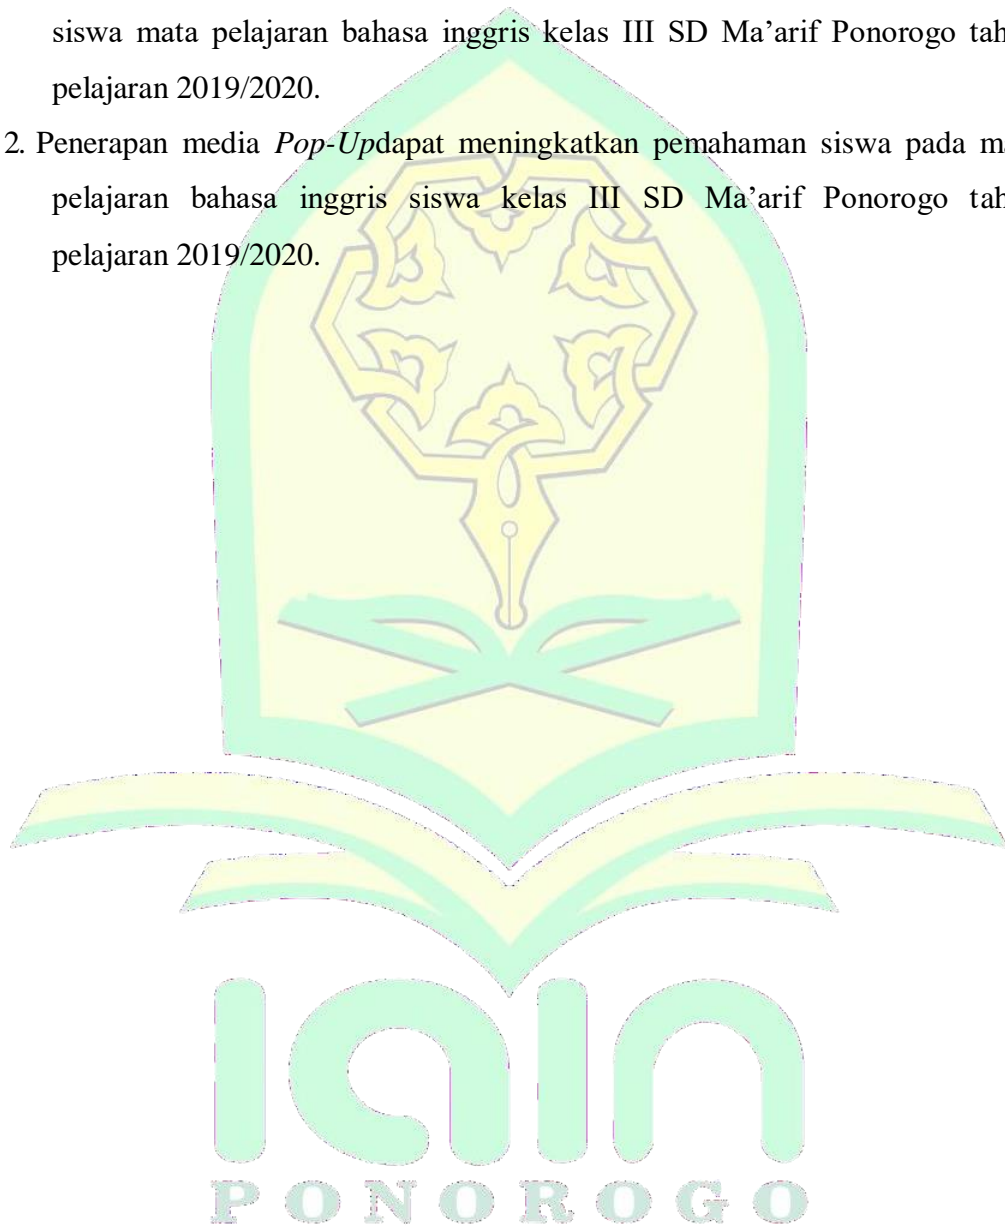 siswa mata pelajaran bahasa inggris kelas III SD Ma’arif Ponorogo tah
pelajaran 2019/2020.
2. Penerapan media Pop-Updapat meningkatkan pemahaman siswa pada ma
pelajaran bahasa inggris siswa kelas III SD Ma’arif Ponorogo tah
pelajaran 2019/2020.
iain
PONOROGO